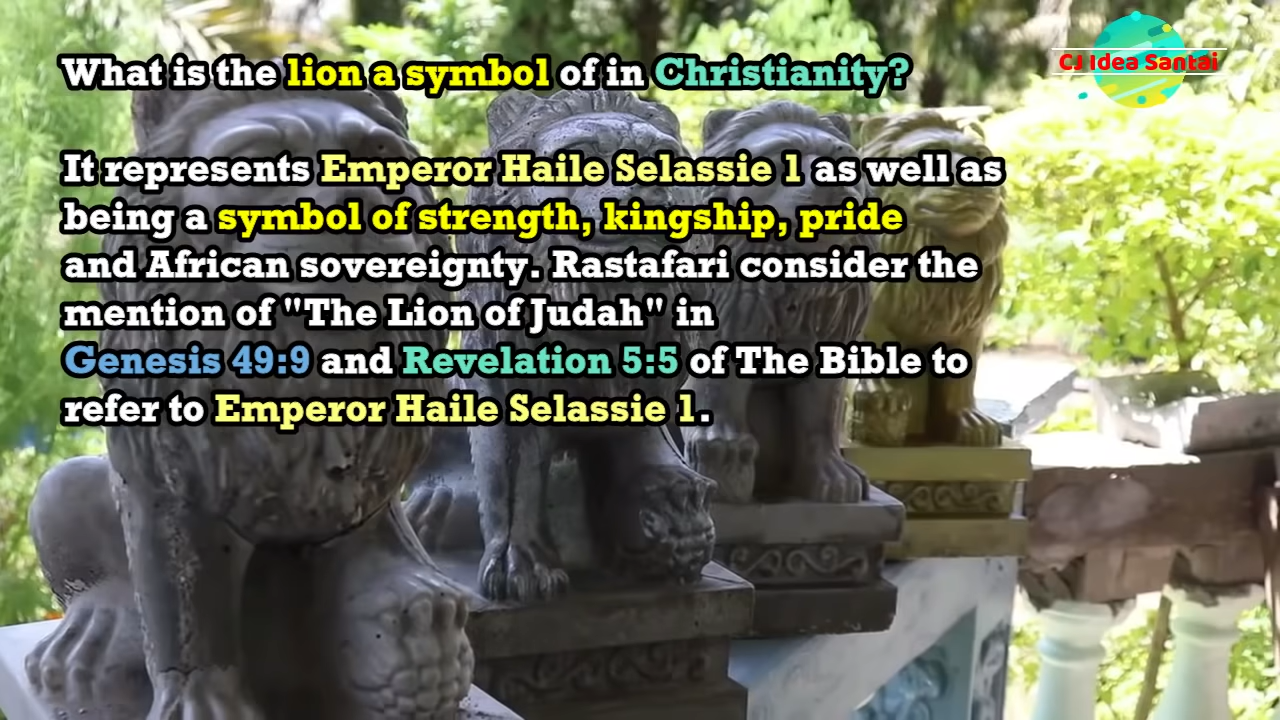 What is the lion a symbol of in Christianity?
CJ Idea Santai
It represents Emperor Haile Selassie 1 as well as
being a symbol of strength, kingship, pride
and African sovereignty. Rastafari consider the
mention of "The Lion of Judah" in
Genesis 49:9 and Revelation 5:5 of The Bible to
refer to Emperor Haile Selassie 1.